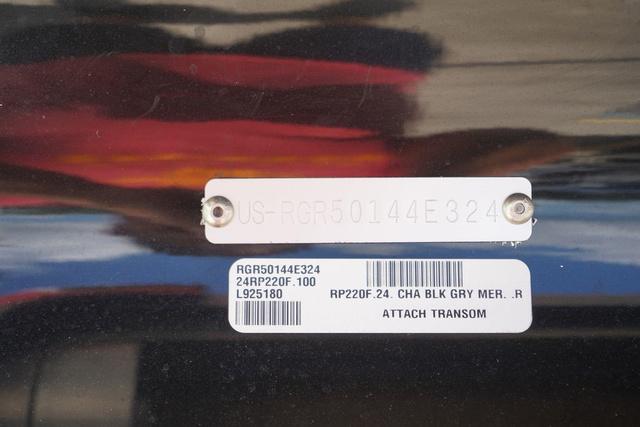 US-RGR50144E324
RGR50144E324
24RP220F.100
L925180
RP220F.24. CHA BLK GRY MER. .R
ATTACH TRANSOM